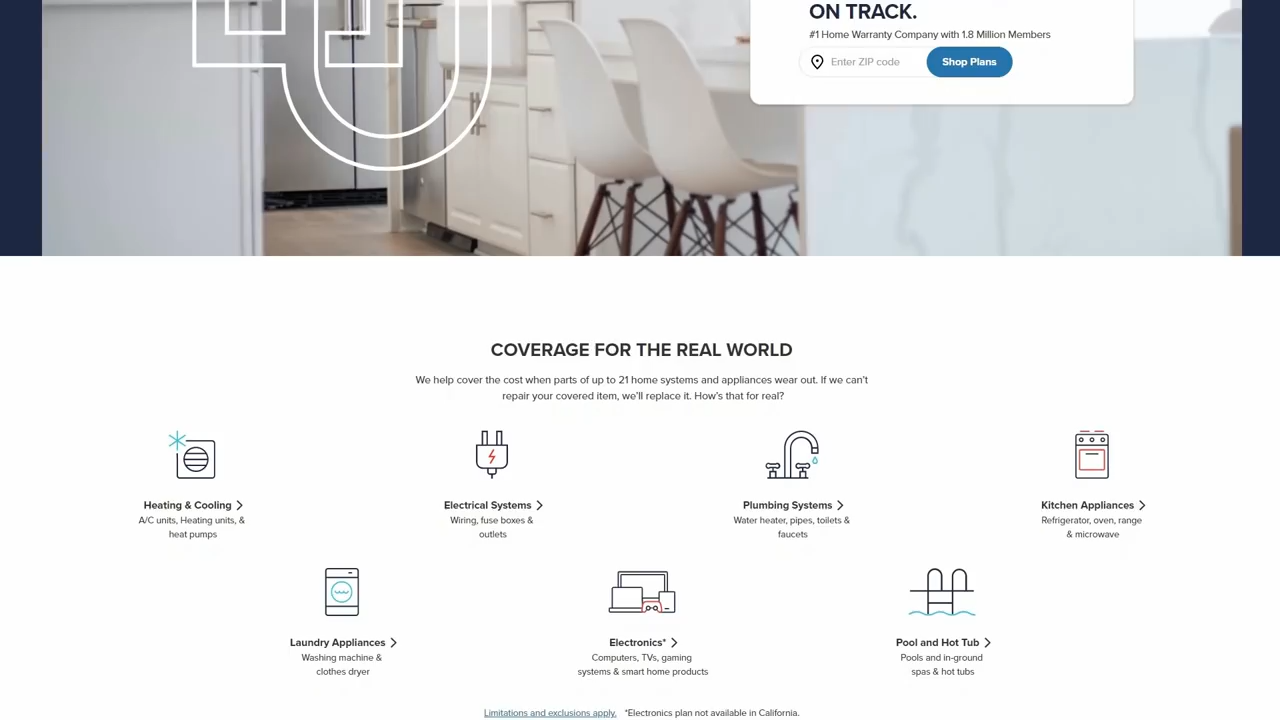 ON TRACK.
#1 Home Warranty Company with 1.8 Million Members
Enter ZIP code
Shop Plans
COVERAGE FOR THE REAL WORLD
We help cover the cost when parts of up to 21 home systems and appliances wear out. If we can't
repair your covered item, we'll replace it. How's that for real?
Heating & Cooling
A/C units, Heating units, &
heat pumps
Electrical Systems
Wiring, fuse boxes &
outlets
Plumbing Systems
Water heater, pipes, toilets &
faucets
Kitchen Appliances
Refrigerator, oven, range
& microwave
Laundry Appliances
Washing machine &
clothes dryer
Electronics*
Computers, TVs, gaming
systems & smart home products
Pool and Hot Tub
Pools and in-ground
spas & hot tubs
Limitations and exclusions apply. *Electronics plan not available in California.